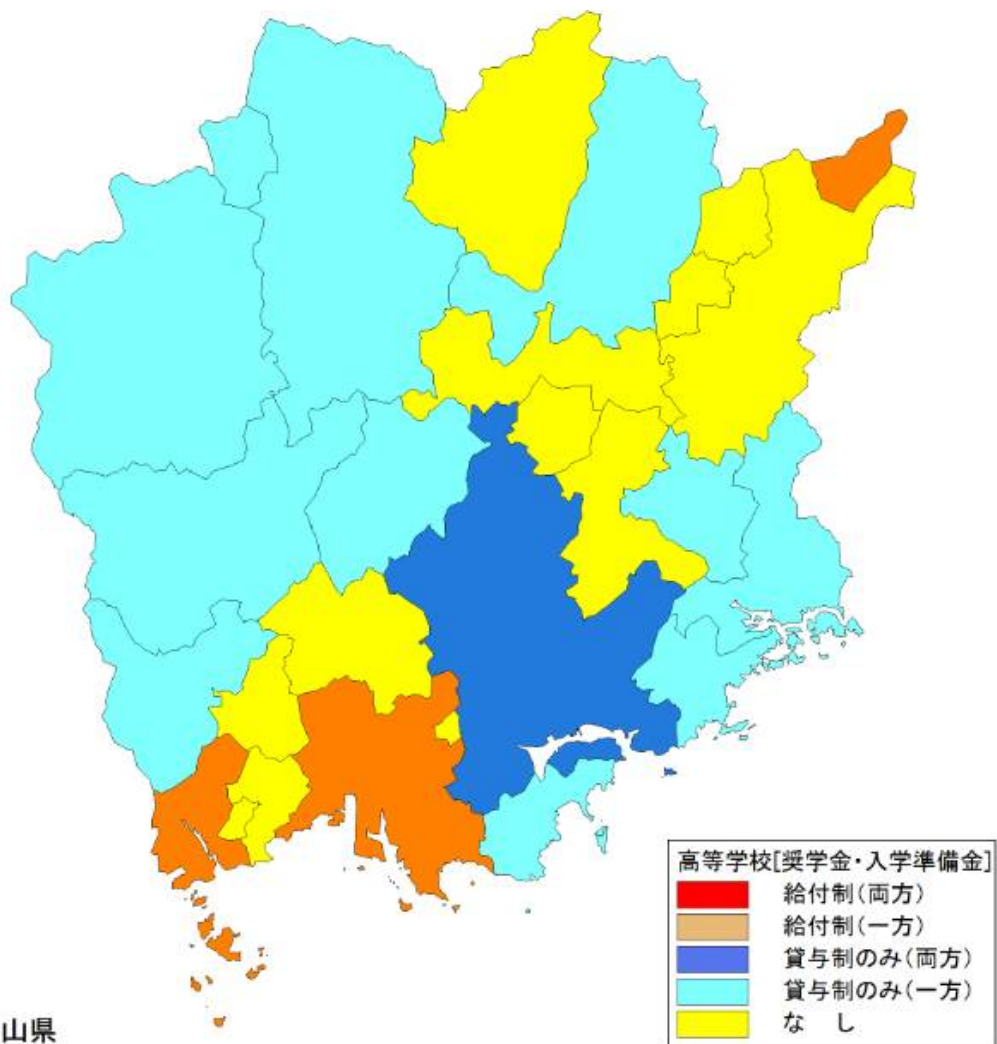 高等学校[奨学金・入学準備金]
給付制(両方)
給付制(一方)
貸与制のみ(両方)
貸与制のみ(一方)
な し
山県